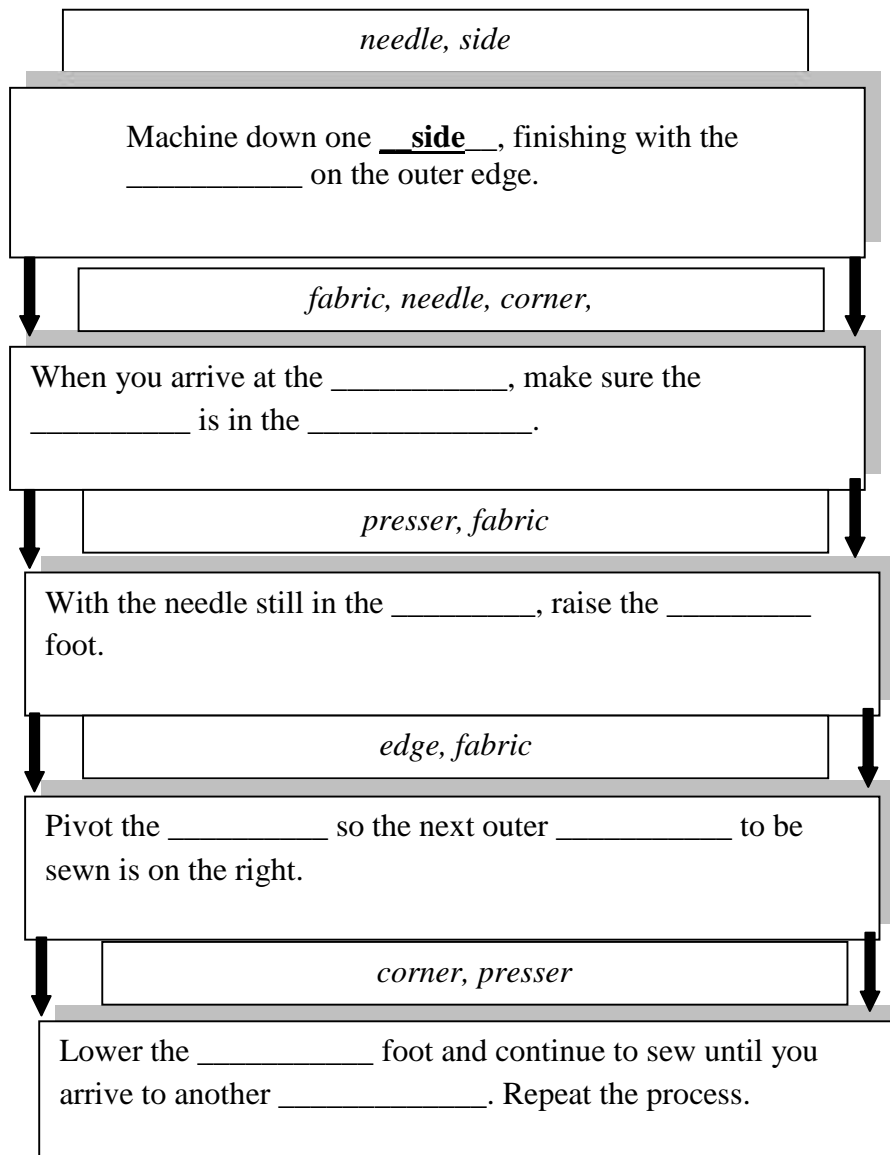 needle, side
Machine down one __side__, finishing with the
___________ on the outer edge.
fabric, needle, corner,
When you arrive at the ___________, make sure the
__________ is in the ______________.
presser, fabric
With the needle still in the _________, raise the _________
foot.
edge, fabric
Pivot the __________ so the next outer ___________ to be
sewn is on the right.
corner, presser
Lower the ___________ foot and continue to sew until you
arrive to another _____________. Repeat the process.